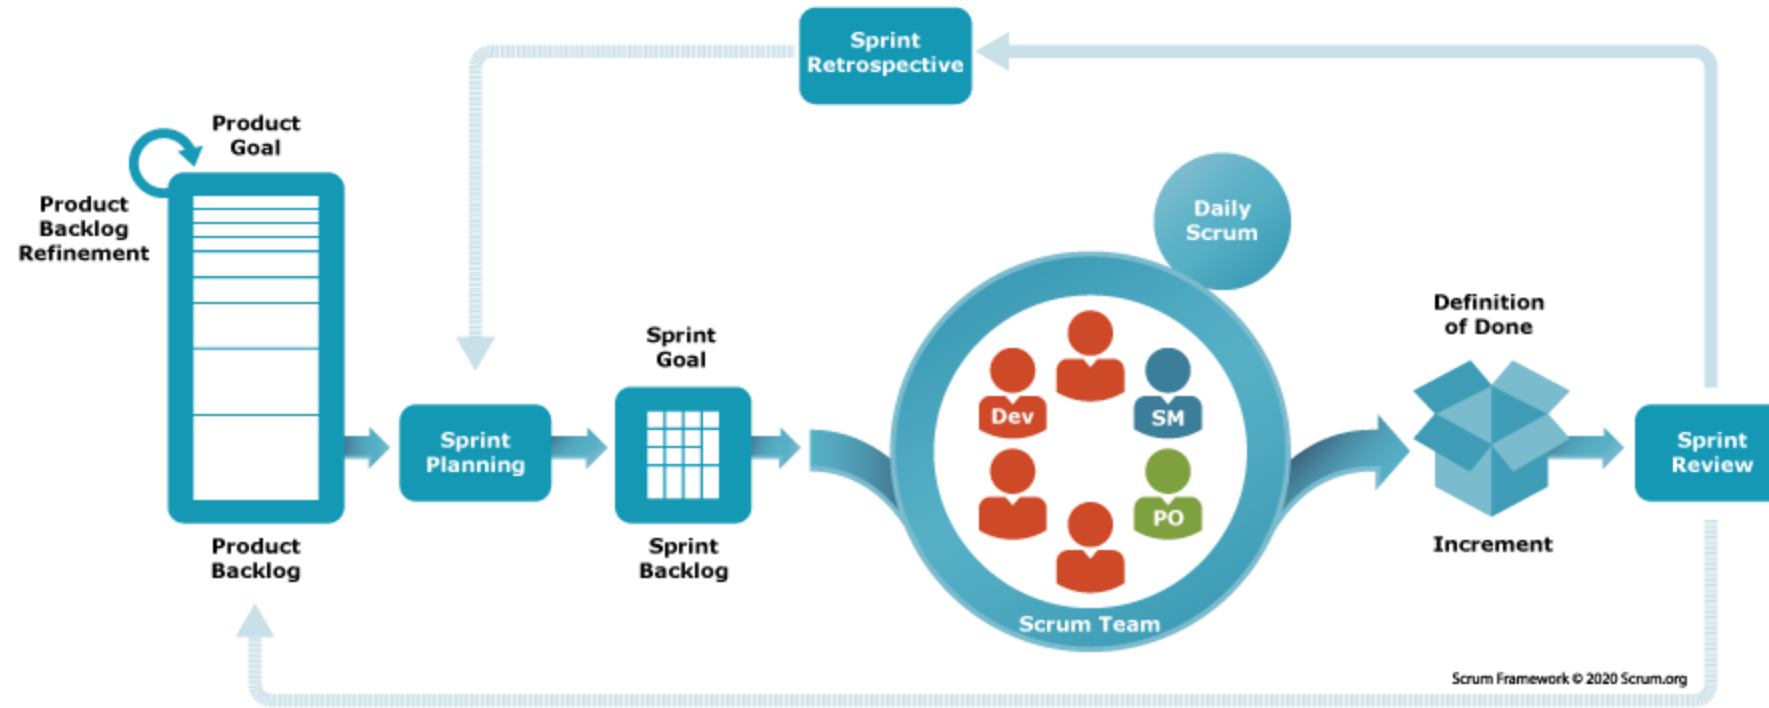 Sprint
Retrospective
Product
Goal
Product
Backlog
Refinement
Daily
Scrum
Definition
of Done
Sprint
Goal
Dev
SM
Sprint
Planning
Sprint
Review
PO
Product
Backlog
Sprint
Backlog
Increment
Scrum Team
Scrum Framework © 2020 Scrum.org